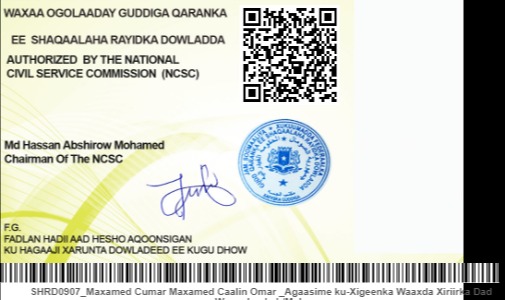 WAXAA OGOLAADAY GUDDIGA QARANKA
EE SHAQAALAHA RAYIDKA DOWLADDA
AUTHORIZED BY THE NATIONAL
CIVIL SERVICE COMMISSION (NCSC)
Md Hassan Abshirow Mohamed
Chairman Of The NCSC
F.G.
FADLAN HADII AAD HESHO AQOONSIGAN
KU HAGAAJI XARUNTA DOWLADEED EE KUGU DHOW
SHRD0907_Maxamed Cumar Maxamed Caalin Omar _Agaasime ku-Xigeenka Waaxda Xiriirka Dad